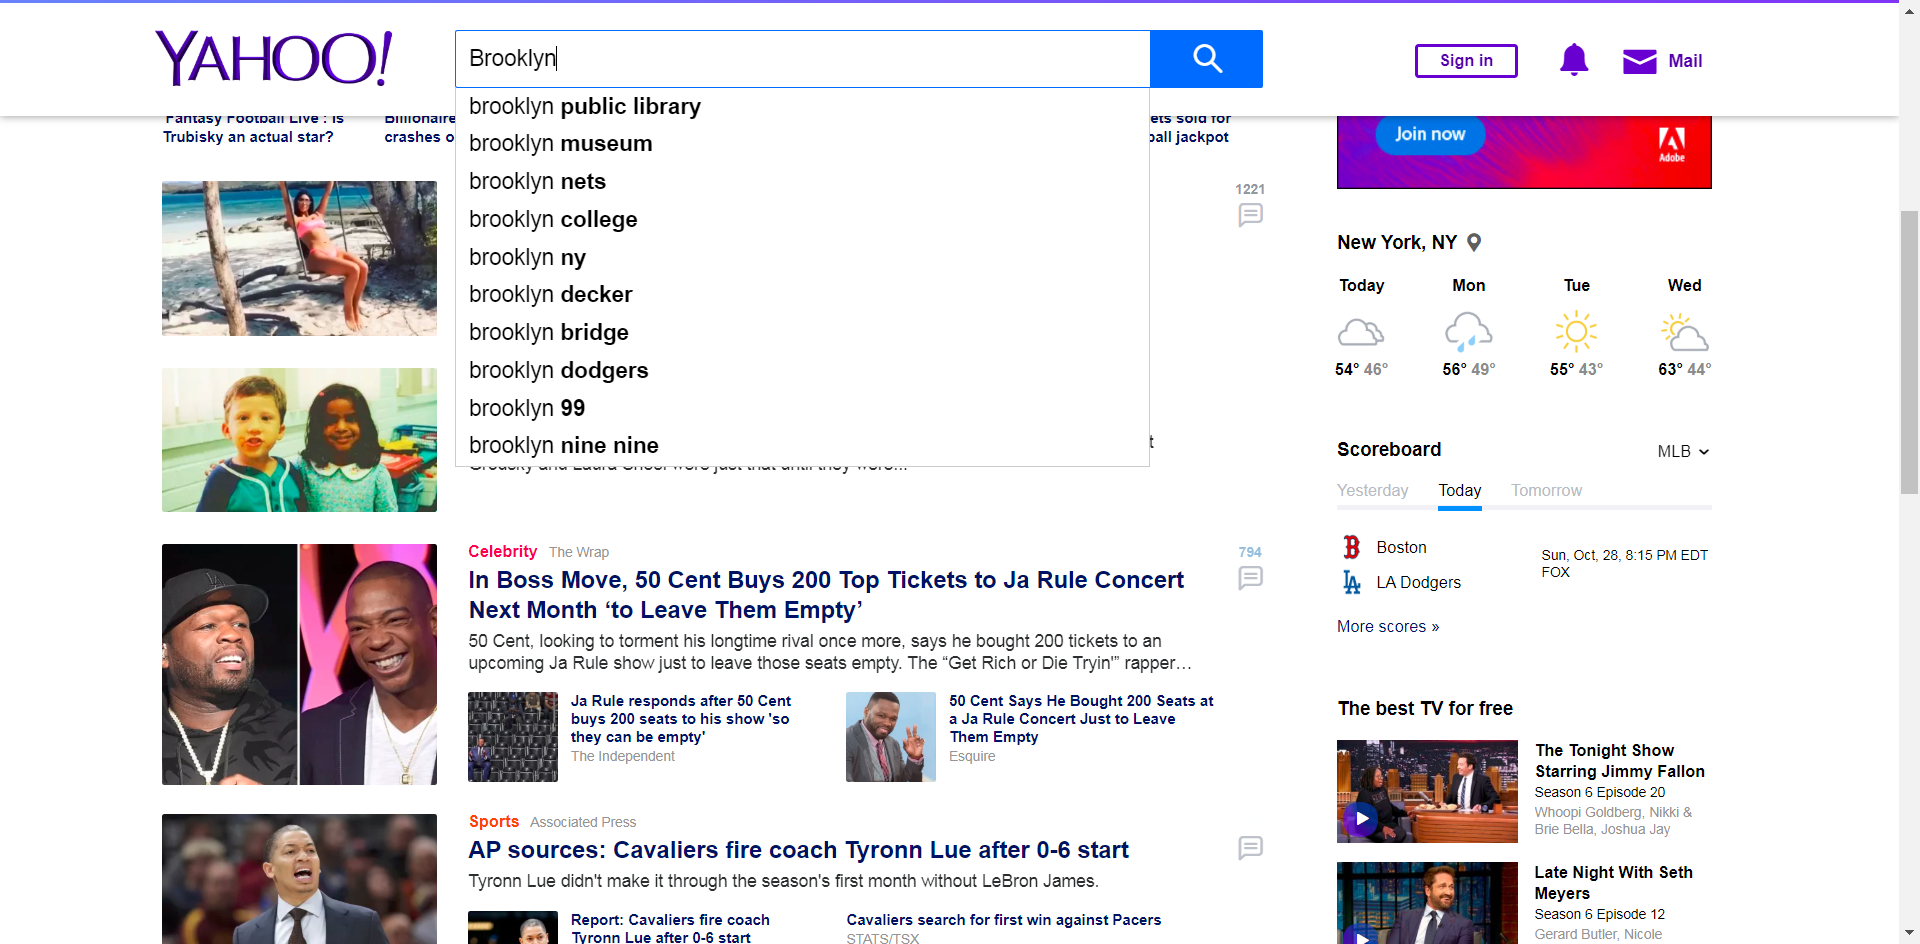 YAHOO!
Brooklyn
Sign in
Mail
brooklyn public library
brooklyn museum
brooklyn nets
brooklyn college
brooklyn ny
brooklyn decker
brooklyn bridge
brooklyn dodgers
brooklyn 99
brooklyn nine nine
Fantasy Football Live : Is
Trubisky an actual star?
Billionaire
crashes o
ets sold for
ball jackpot
1221
794
Celebrity The Wrap
In Boss Move, 50 Cent Buys 200 Top Tickets to Ja Rule Concert
Next Month ‘to Leave Them Empty’
50 Cent, looking to torment his longtime rival once more, says he bought 200 tickets to an
upcoming Ja Rule show just to leave those seats empty. The “Get Rich or Die Tryin'” rapper…
Ja Rule responds after 50 Cent
buys 200 seats to his show 'so
they can be empty'
The Independent
50 Cent Says He Bought 200 Seats at
a Ja Rule Concert Just to Leave
Them Empty
Esquire
Sports Associated Press
AP sources: Cavaliers fire coach Tyronn Lue after 0-6 start
Tyronn Lue didn't make it through the season's first month without LeBron James.
Report: Cavaliers fire coach
Tyronn Lue after 0-6 start
Cavaliers search for first win against Pacers
STATS/TSX
Join now
Adobe
New York, NY
Today Mon Tue Wed
54° 46° 56° 49° 55° 43° 63° 44°
Scoreboard
MLB
Yesterday Today Tomorrow
Boston
LA Dodgers
Sun, Oct, 28, 8:15 PM EDT
FOX
More scores »
The best TV for free
The Tonight Show
Starring Jimmy Fallon
Season 6 Episode 20
Whoopi Goldberg, Nikki &
Brie Bella, Joshua Jay
Late Night With Seth
Meyers
Season 6 Episode 12
Gerard Butler, Nicole